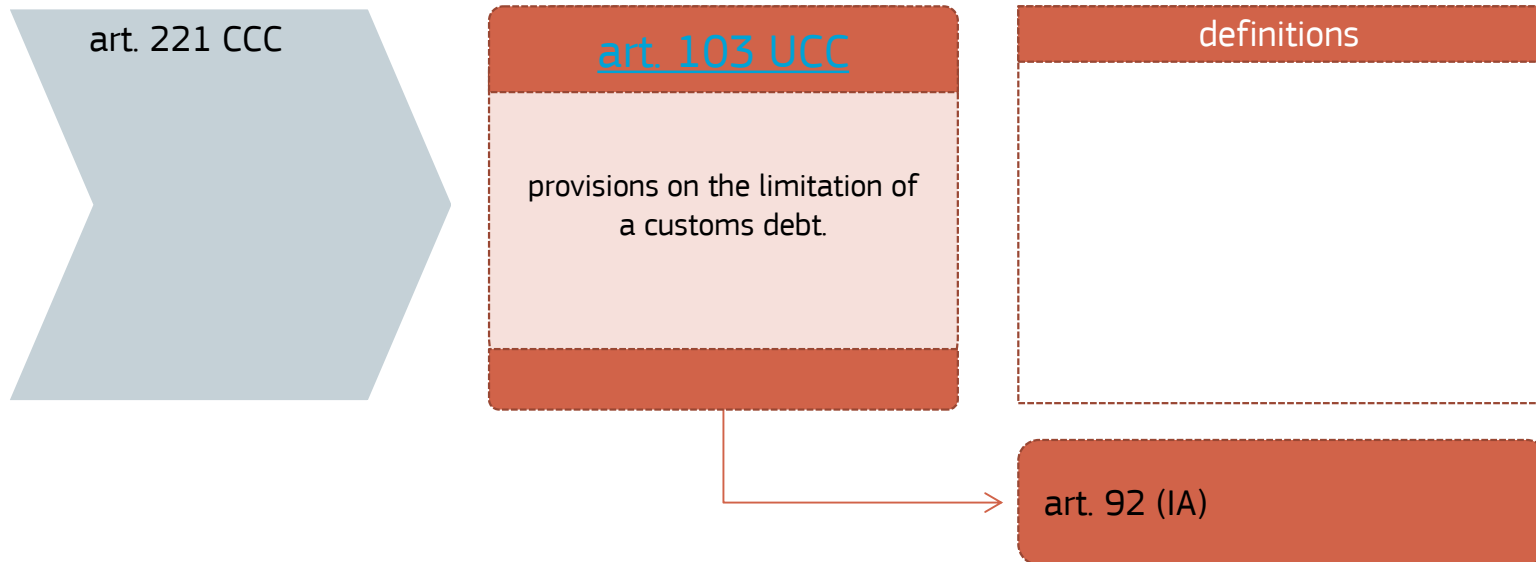 art. 221 CCC
art. 103 UCC
provisions on the limitation of
a customs debt.
definitions
art. 92 (IA)